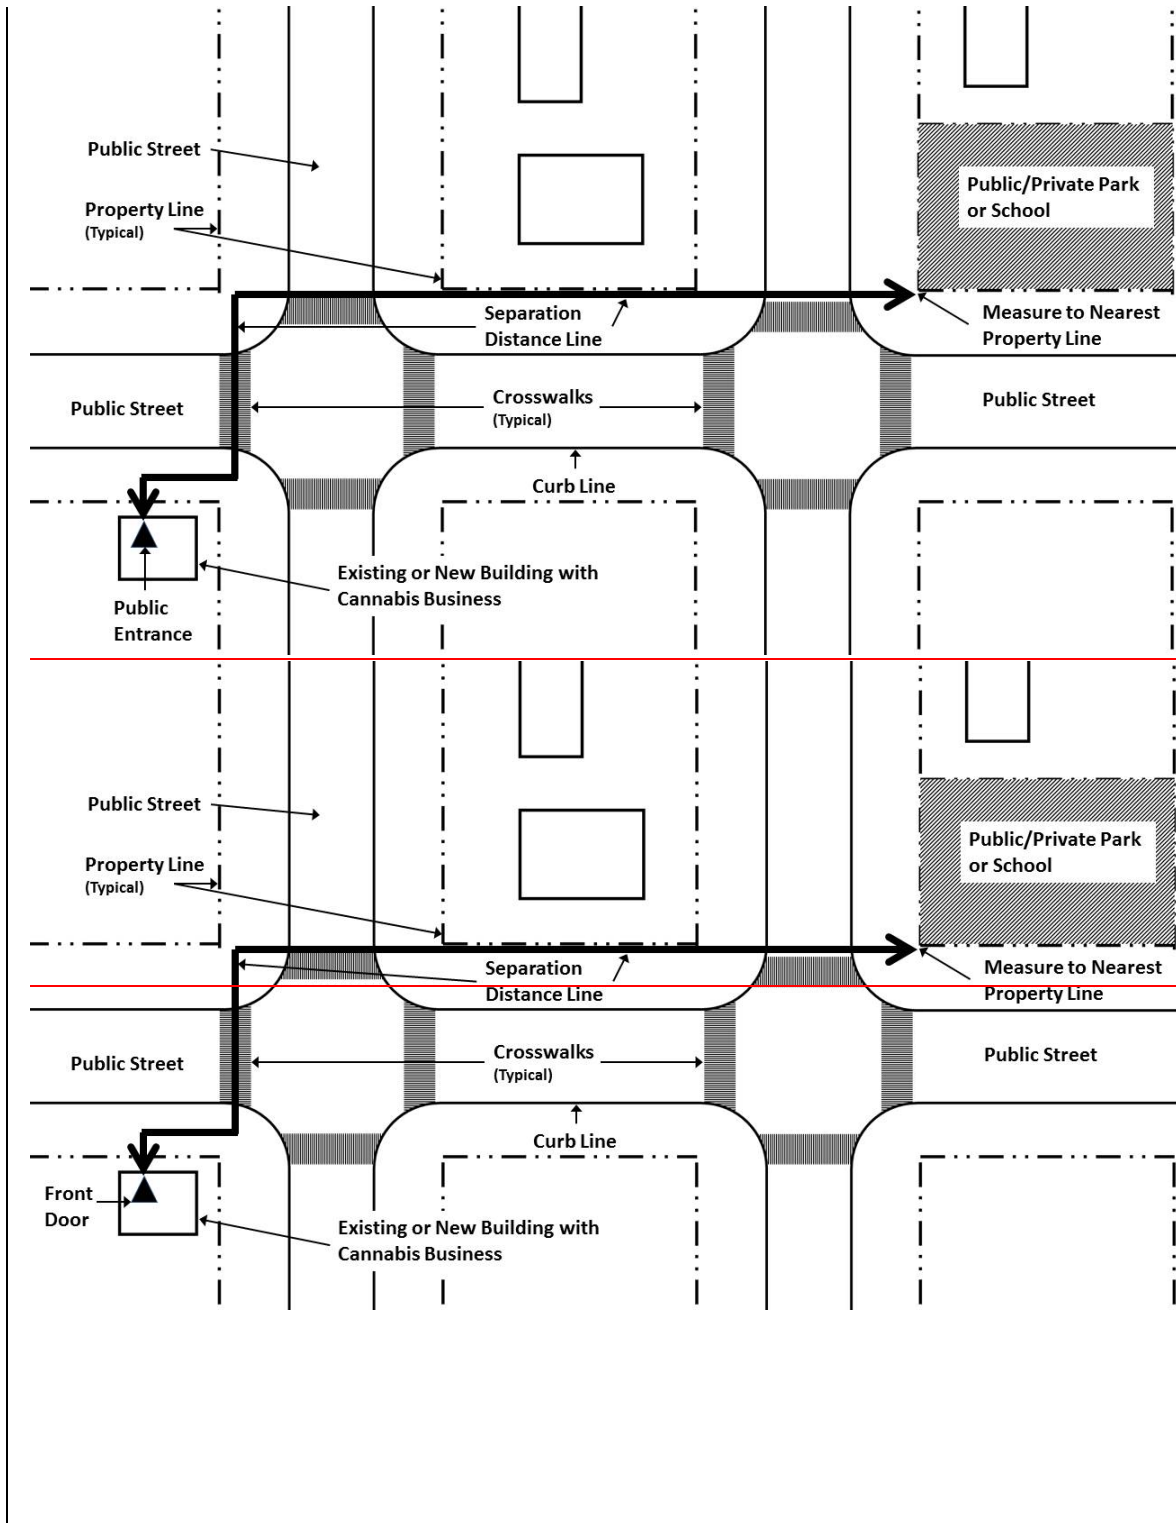 Public Street
Property Line
(Typical)
Public/Private Park
or School
Separation
Distance Line
Measure to Nearest
Property Line
Public Street
Crosswalks
(Typical)
Public Street
Curb Line
Existing or New Building with
Cannabis Business
Public
Entrance
Public Street
Property Line
(Typical)
Public/Private Park
or School
Separation
Distance Line
Measure to Nearest
Property Line
Public Street
Crosswalks
(Typical)
Public Street
Curb Line
Front
Door
Existing or New Building with
Cannabis Business